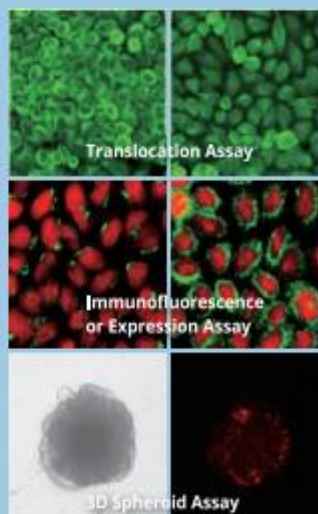 Translocation Assay
Immunofluorescence
or Expression Assay
3D Spheroid Assay